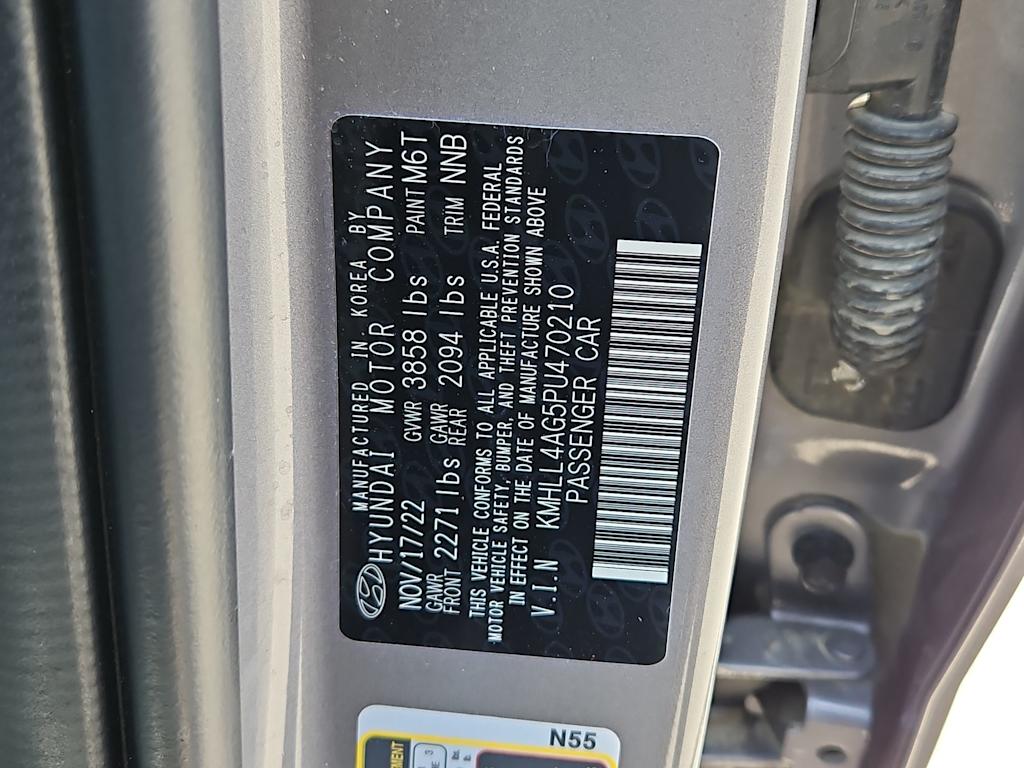 MANUFACTURED IN KOREA BY
HYUNDAI MOTOR COMPANY
NOV/17/22 GVWR 3858 lbs PAINT M6T
GAWR FRONT 2271 lbs GAWR REAR 2094 lbs TRIM NNB
THIS VEHICLE CONFORMS TO ALL APPLICABLE U.S.A. FEDERAL
MOTOR VEHICLE SAFETY, BUMPER, AND THEFT PREVENTION STANDARDS
IN EFFECT ON THE DATE OF MANUFACTURE SHOWN ABOVE
V.I.N KMHLL4AG5PU470210
PASSENGER CAR
N55